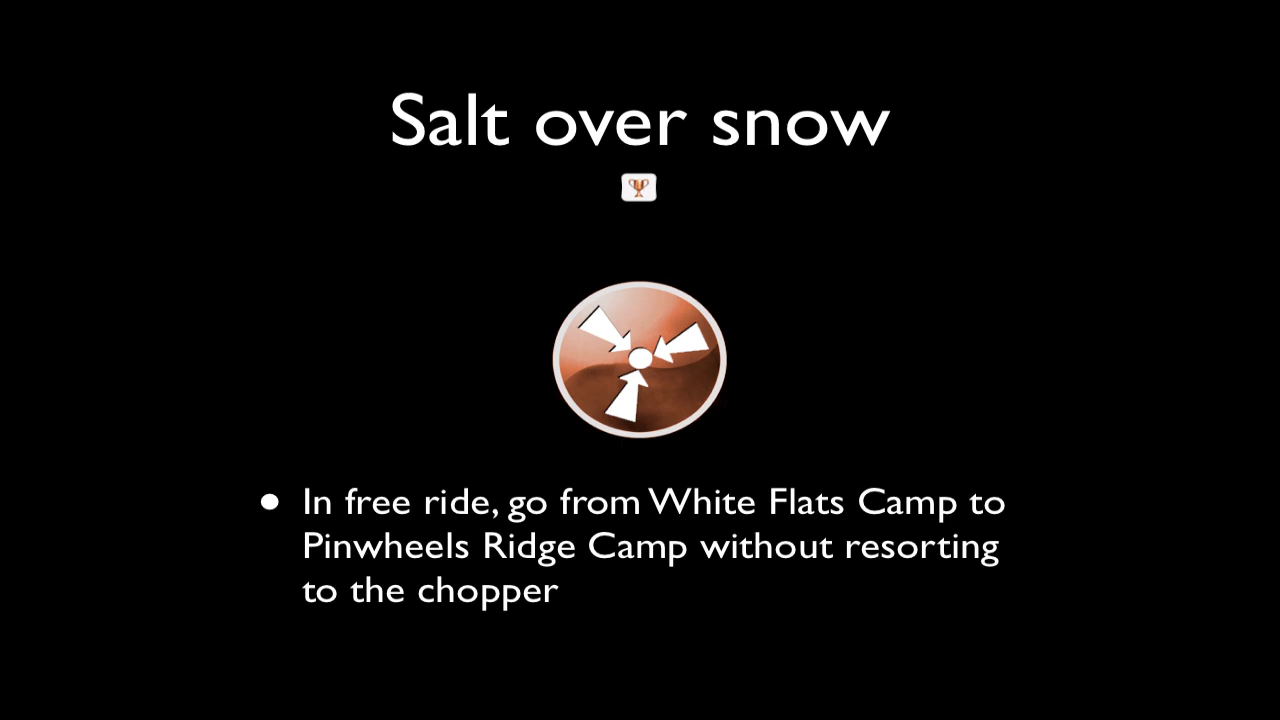 Salt over snow
• In free ride, go from White Flats Camp to
Pinwheels Ridge Camp without resorting
to the chopper